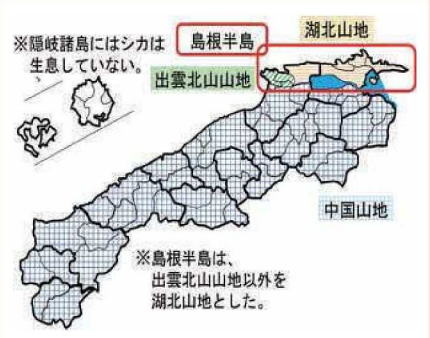 ※隠岐諸島にはシカは
生息していない。
島根半島
湖北山地
出雲北山山地
中国山地
※島根半島は、
出雲北山山地以外を
湖北山地とした。